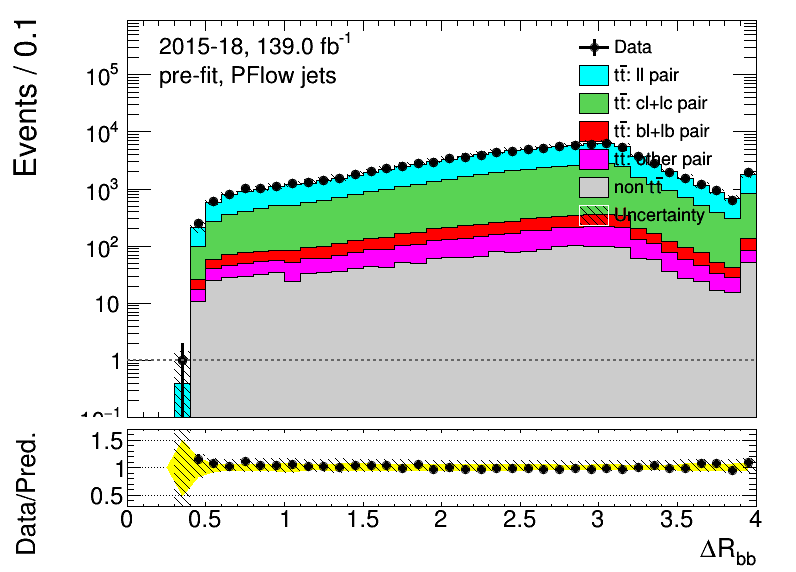 Events / 0.1
2015-18, 139.0 fb⁻¹
pre-fit, PFlow jets
Data
tt̄: ll pair
tt̄: cl+lc pair
tt̄: bl+lb pair
tt̄: other pair
non tt̄
Uncertainty
10⁵
10⁴
10³
10²
10
1
10⁻¹
Data/Pred.
1.5
1
0.5
0 0.5 1 1.5 2 2.5 3 3.5 4
ΔR_bb